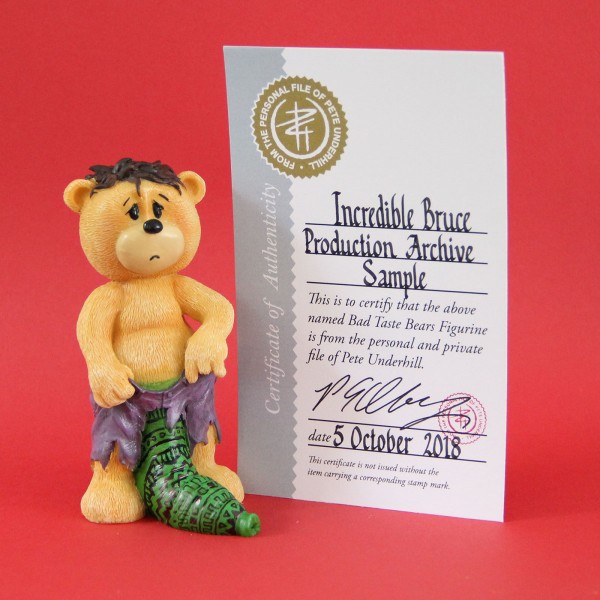 FROM THE PERSONAL FILE OF PETE UNDERHILL
Certificate of Authenticity
Incredible Bruce
Production Archive
Sample
This is to certify that the above
named Bad Taste Bears Figurine
is from the personal and private
file of Pete Underhill.
date 5 October 2018
This certificate is not issued without the
item carrying a corresponding stamp mark.